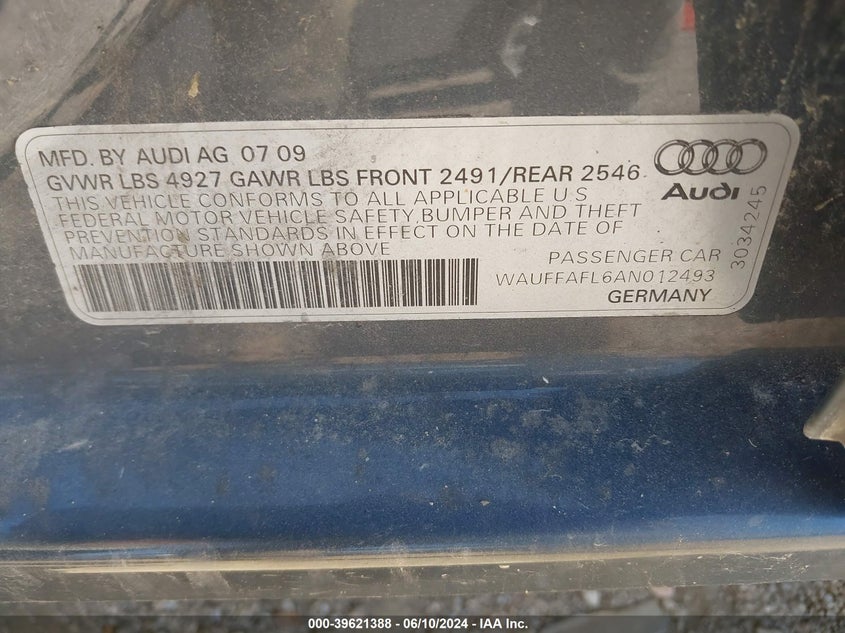 MFD. BY AUDI AG 07 09
GVWR LBS 4927 GAWR LBS FRONT 2491/REAR 2546
THIS VEHICLE CONFORMS TO ALL APPLICABLE U S
FEDERAL MOTOR VEHICLE SAFETY, BUMPER AND THEFT
PREVENTION STANDARDS IN EFFECT ON THE DATE OF
MANUFACTURE SHOWN ABOVE
Audi
PASSENGER CAR
WAUFFAFL6AN012493
GERMANY
3034245
000-39621388 - 06/10/2024 - IAA Inc.